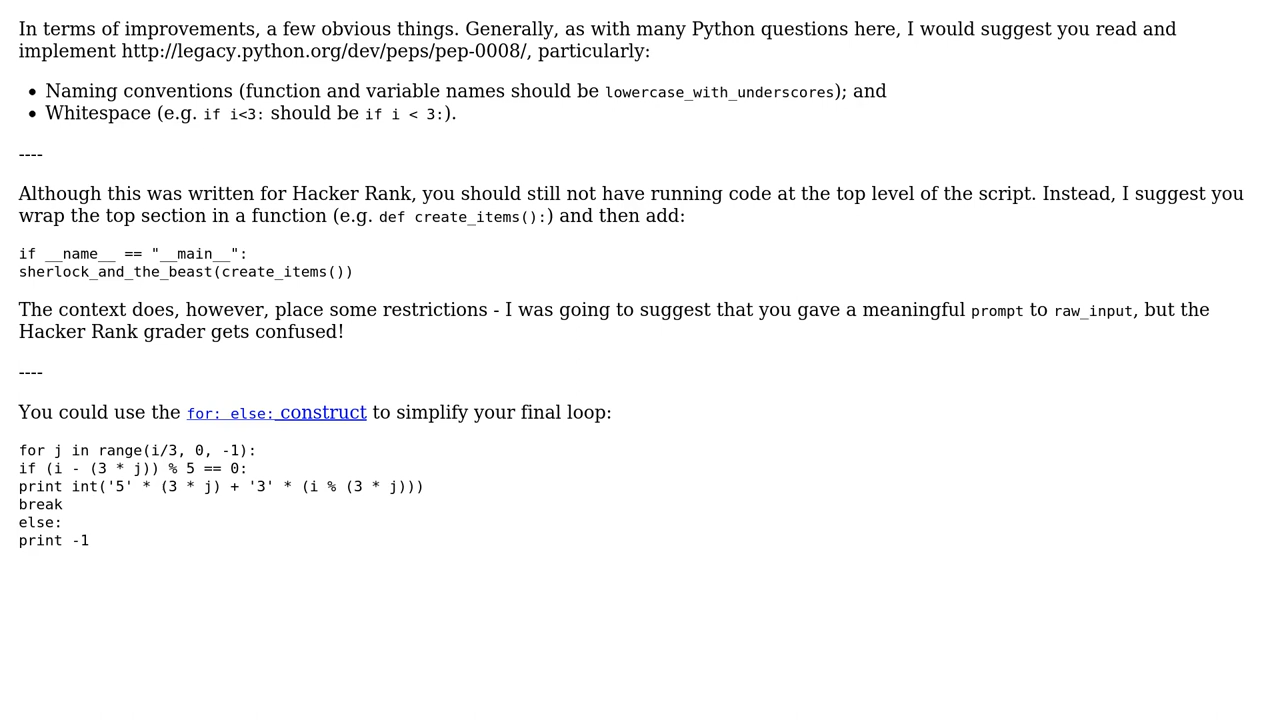 In terms of improvements, a few obvious things. Generally, as with many Python questions here, I would suggest you read and
implement http://legacy.python.org/dev/peps/pep-0008/, particularly:
• Naming conventions (function and variable names should be lowercase_with_underscores); and
• Whitespace (e.g. if i<3: should be if i < 3:).
----
Although this was written for Hacker Rank, you should still not have running code at the top level of the script. Instead, I suggest you
wrap the top section in a function (e.g. def create_items():) and then add:
if __name__ == "__main__":
sherlock_and_the_beast(create_items())
The context does, however, place some restrictions - I was going to suggest that you gave a meaningful prompt to raw_input, but the
Hacker Rank grader gets confused!
----
You could use the for: else: construct to simplify your final loop:
for j in range(i/3, 0, -1):
if (i - (3 * j)) % 5 == 0:
print int('5' * (3 * j) + '3' * (i % (3 * j)))
break
else:
print -1